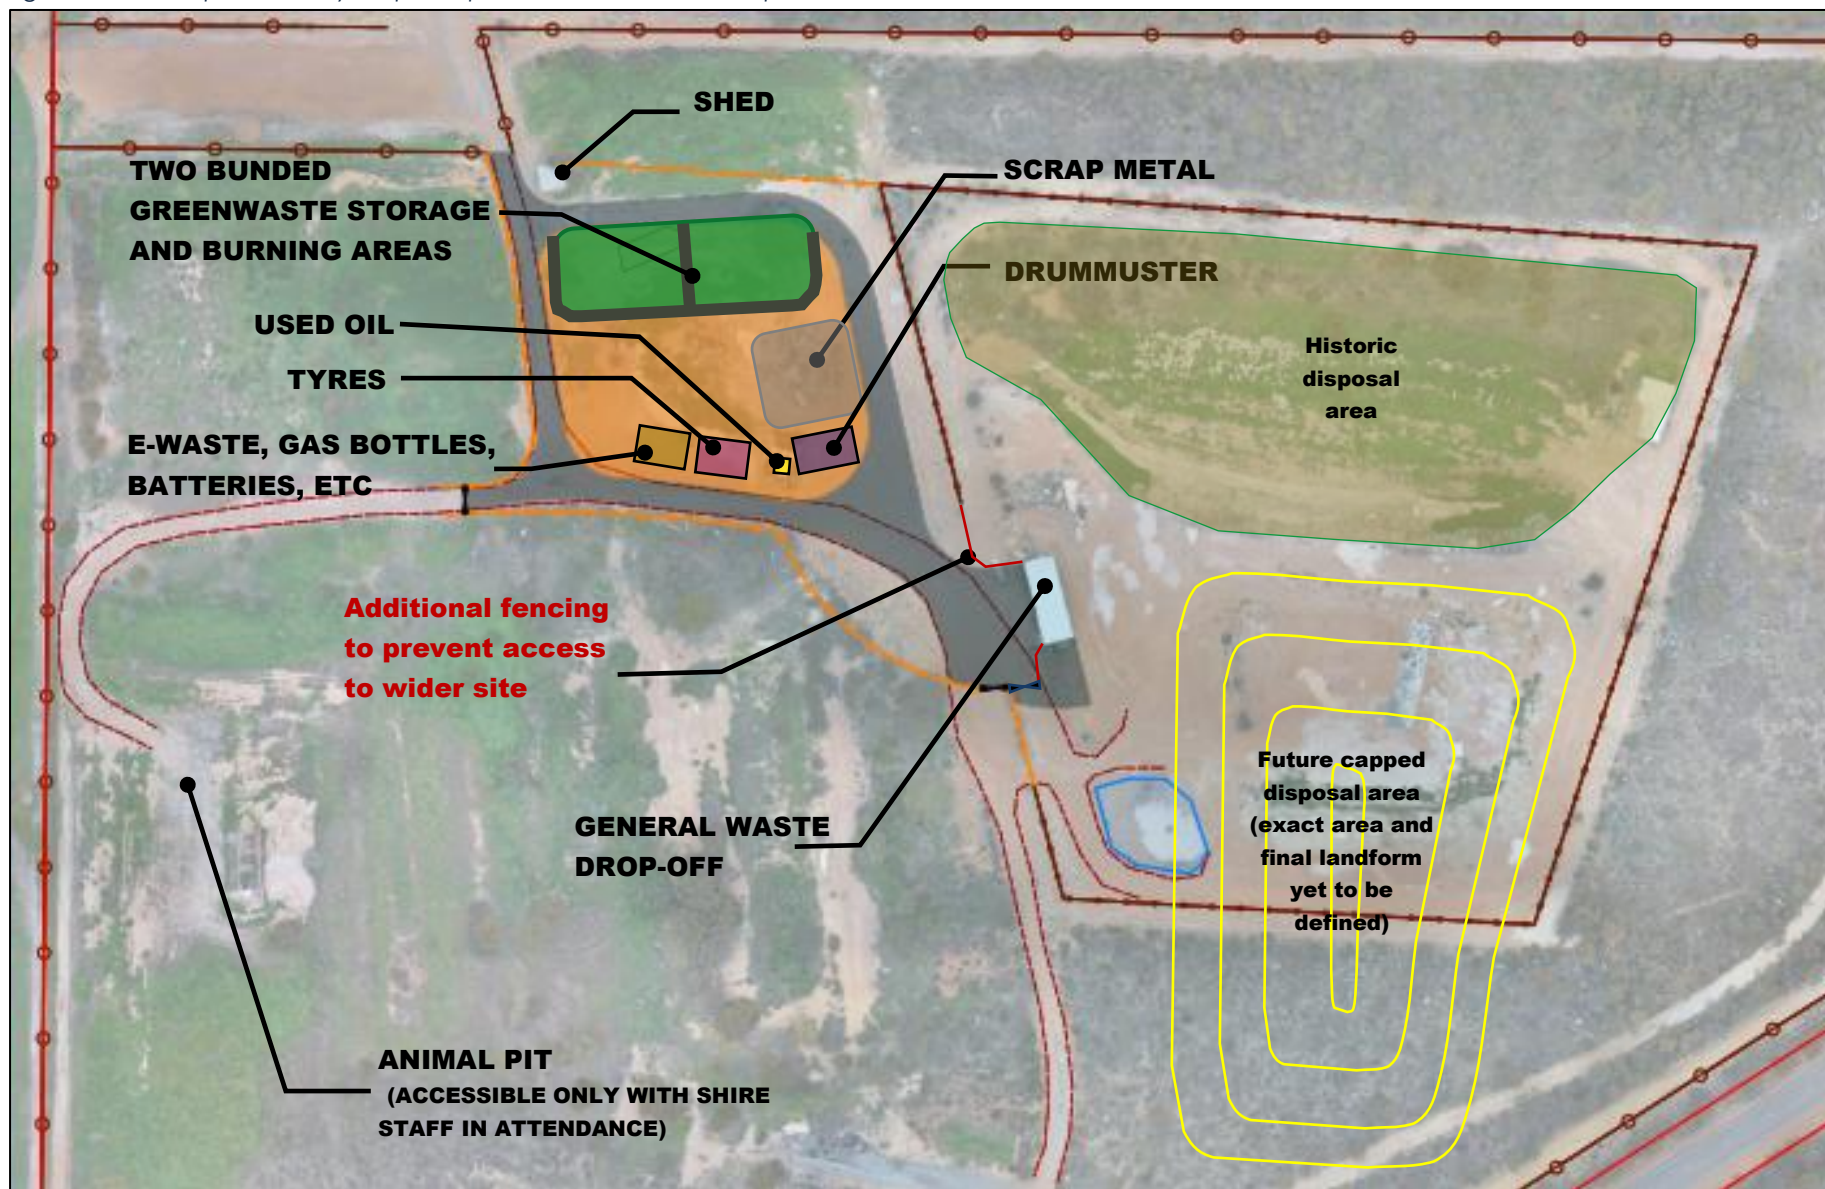 SHED
SCRAP METAL
TWO BUNDED
GREENWASTE STORAGE
AND BURNING AREAS
DRUMMUSTER
USED OIL
TYRES
Historic
disposal
area
E-WASTE, GAS BOTTLES,
BATTERIES, ETC
Additional fencing
to prevent access
to wider site
Future capped
disposal area
(exact area and
final landform
yet to be
defined)
GENERAL WASTE
DROP-OFF
ANIMAL PIT
(ACCESSIBLE ONLY WITH SHIRE
STAFF IN ATTENDANCE)